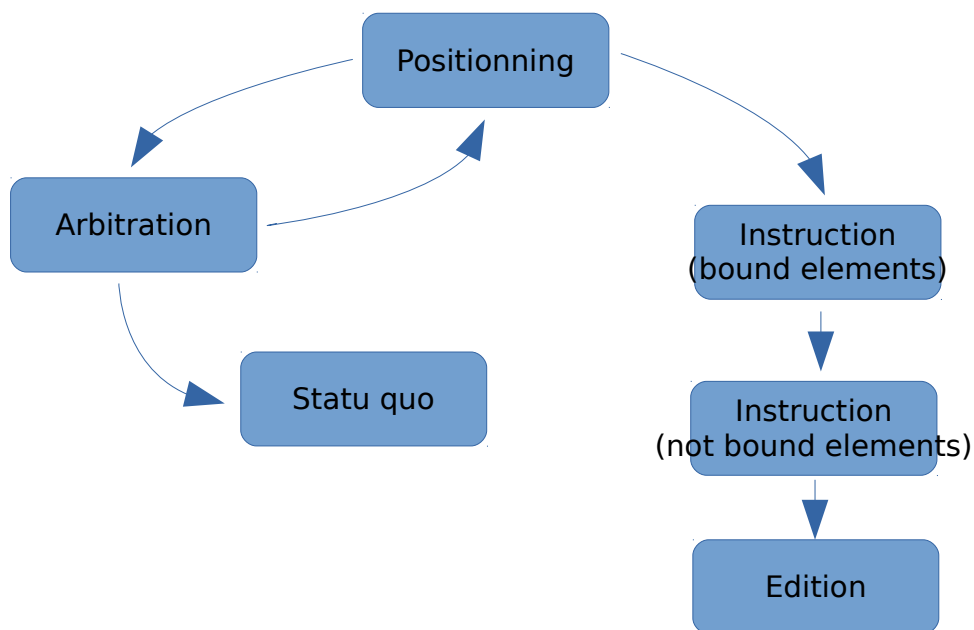 Positionning
Arbitration
Instruction
(bound elements)
Statu quo
Instruction
(not bound elements)
Edition